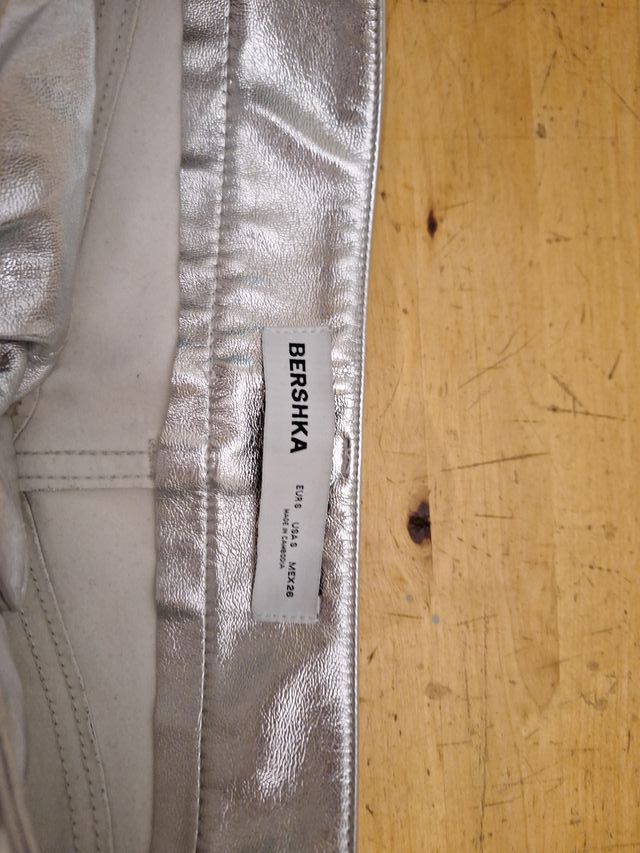 BERSHKA
EUR S USA S MEX 26
MADE IN CAMBODIA